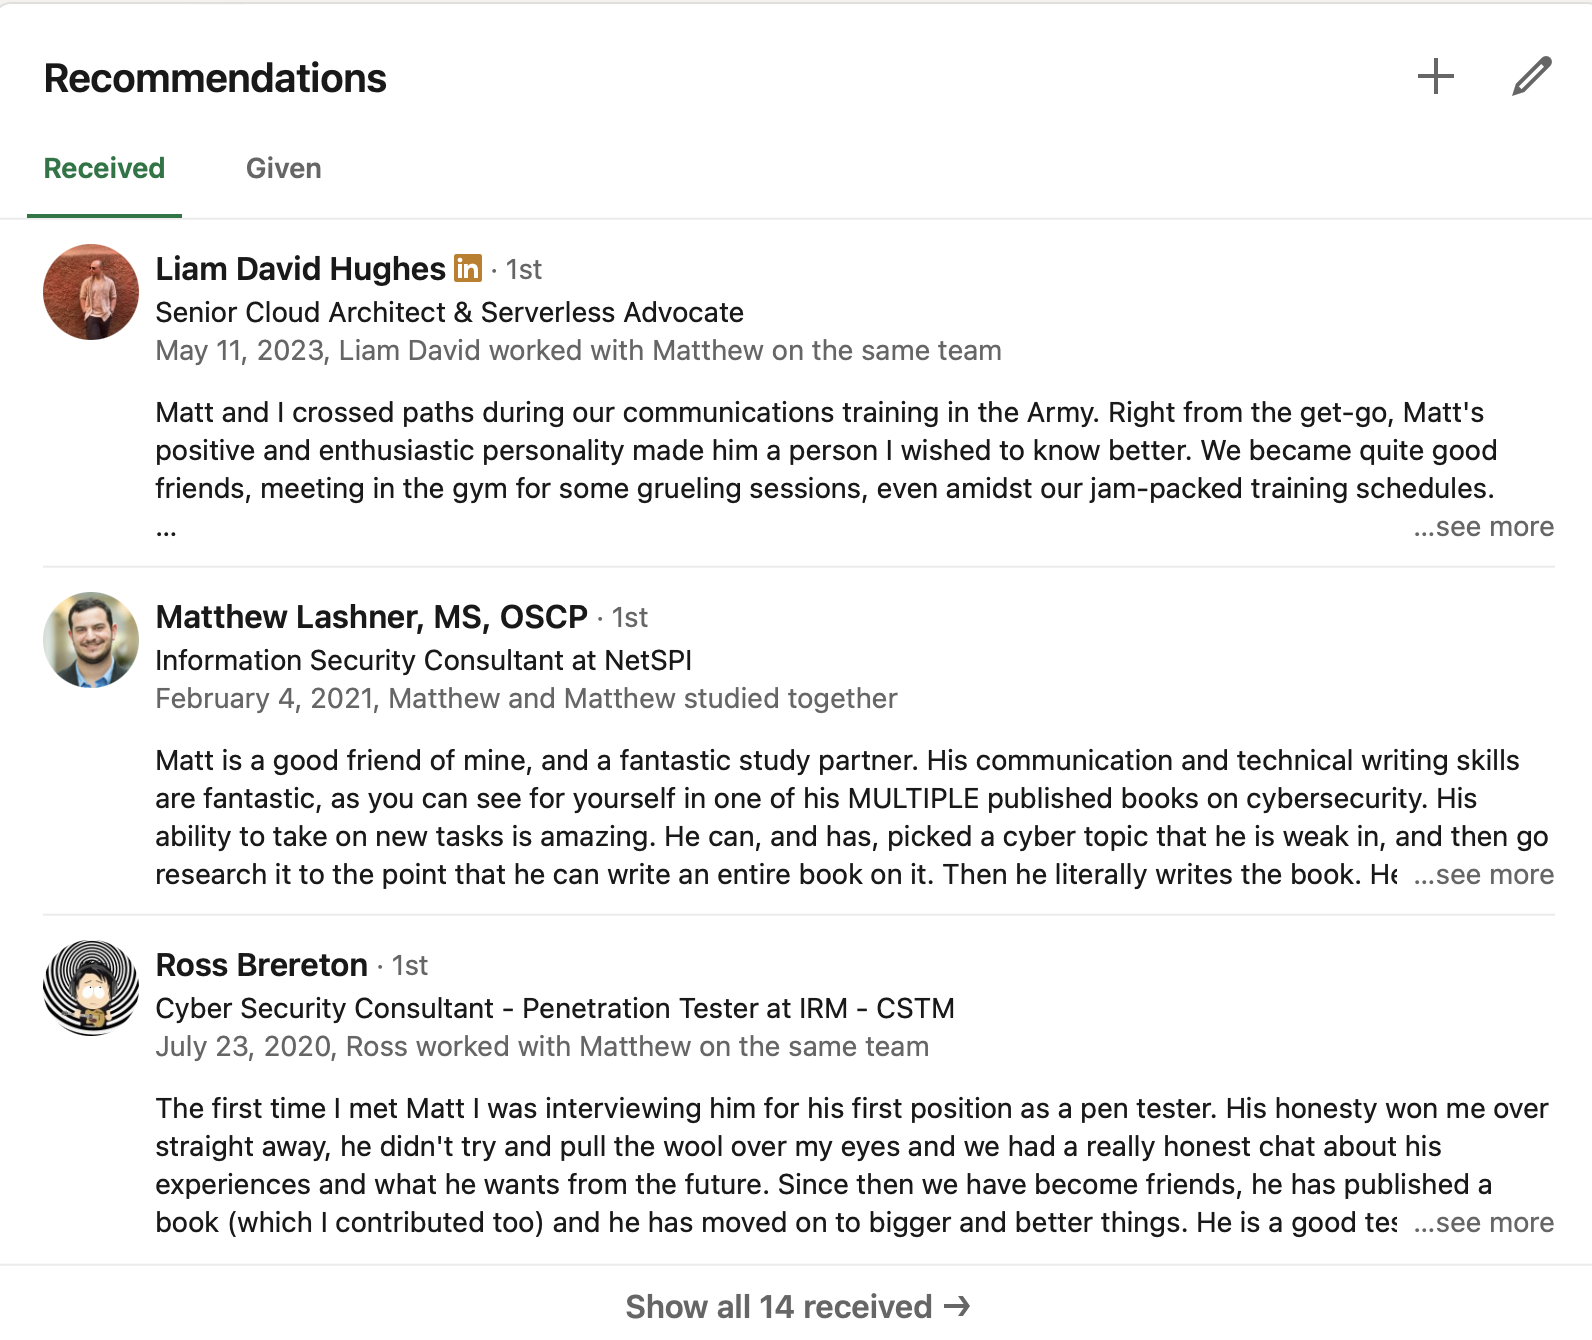 Recommendations
Received
Given
Liam David Hughes in · 1st
Senior Cloud Architect & Serverless Advocate
May 11, 2023, Liam David worked with Matthew on the same team
Matt and I crossed paths during our communications training in the Army. Right from the get-go, Matt's
positive and enthusiastic personality made him a person I wished to know better. We became quite good
friends, meeting in the gym for some grueling sessions, even amidst our jam-packed training schedules.
... ...see more
Matthew Lashner, MS, OSCP · 1st
Information Security Consultant at NetSPI
February 4, 2021, Matthew and Matthew studied together
Matt is a good friend of mine, and a fantastic study partner. His communication and technical writing skills
are fantastic, as you can see for yourself in one of his MULTIPLE published books on cybersecurity. His
ability to take on new tasks is amazing. He can, and has, picked a cyber topic that he is weak in, and then go
research it to the point that he can write an entire book on it. Then he literally writes the book. He ...see more
Ross Brereton · 1st
Cyber Security Consultant - Penetration Tester at IRM - CSTM
July 23, 2020, Ross worked with Matthew on the same team
The first time I met Matt I was interviewing him for his first position as a pen tester. His honesty won me over
straight away, he didn't try and pull the wool over my eyes and we had a really honest chat about his
experiences and what he wants from the future. Since then we have become friends, he has published a
book (which I contributed too) and he has moved on to bigger and better things. He is a good tes ...see more
Show all 14 received →